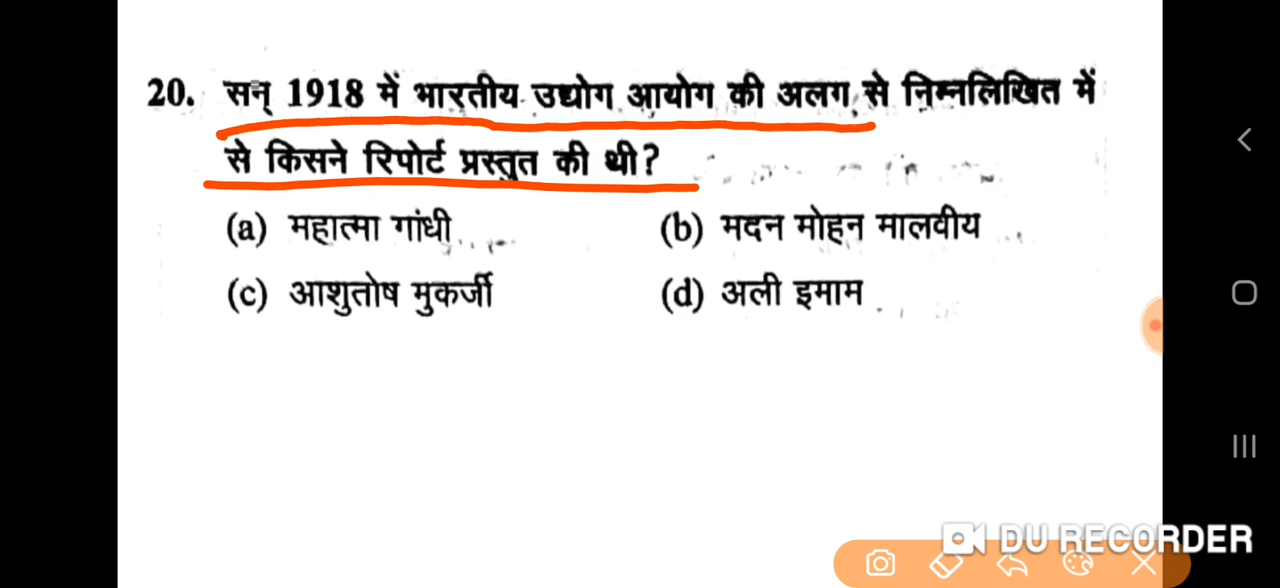 20. सन् 1918 में भारतीय उद्योग आयोग की अलग से निम्नलिखित में
से किसने रिपोर्ट प्रस्तुत की थी?
(a) महात्मा गांधी (b) मदन मोहन मालवीय
(c) आशुतोष मुकर्जी (d) अली इमाम
DU RECORDER